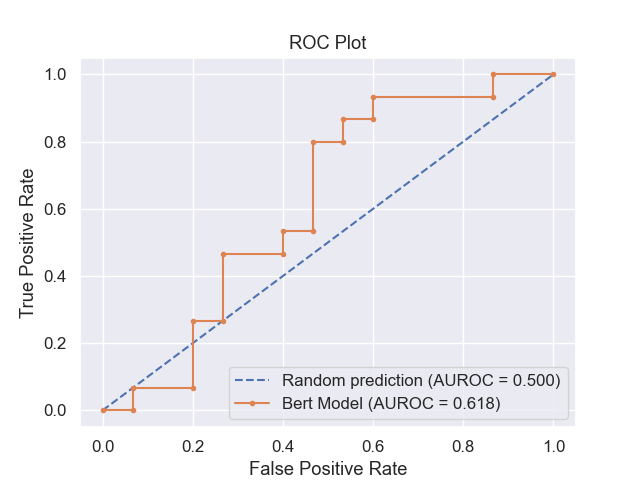 ROC Plot
True Positive Rate
1.0
0.8
0.6
0.4
0.2
0.0
Random prediction (AUROC = 0.500)
Bert Model (AUROC = 0.618)
0.0 0.2 0.4 0.6 0.8 1.0
False Positive Rate